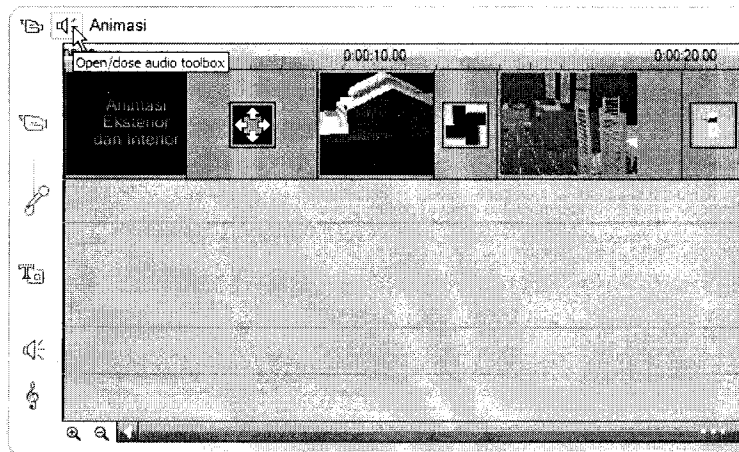 Animasi
Open/close audio toolbox
0:00:10.00
0:00:20.00
Animasi
Eksterior
dan Interior
T